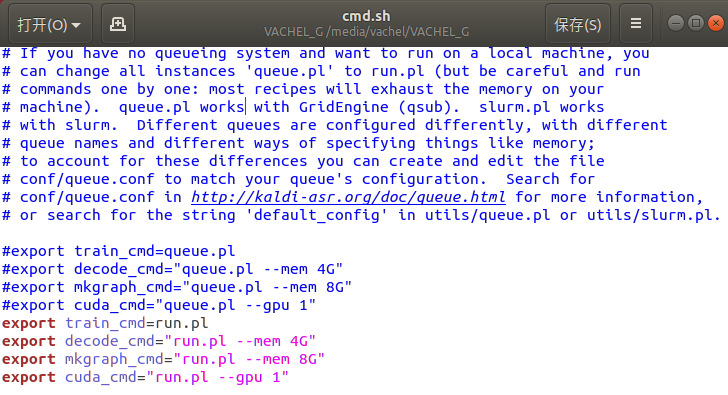 打开(O)
cmd.sh
VACHEL_G /media/vachel/VACHEL_G
保存(S)
# If you have no queueing system and want to run on a local machine, you
# can change all instances 'queue.pl' to run.pl (but be careful and run
# commands one by one: most recipes will exhaust the memory on your
# machine).  queue.pl works with GridEngine (qsub).  slurm.pl works
# with slurm.  Different queues are configured differently, with different
# queue names and different ways of specifying things like memory;
# to account for these differences you can create and edit the file
# conf/queue.conf to match your queue's configuration.  Search for
# conf/queue.conf in http://kaldi-asr.org/doc/queue.html for more information,
# or search for the string 'default_config' in utils/queue.pl or utils/slurm.pl.
#export train_cmd=queue.pl
#export decode_cmd="queue.pl --mem 4G"
#export mkgraph_cmd="queue.pl --mem 8G"
#export cuda_cmd="queue.pl --gpu 1"
export train_cmd=run.pl
export decode_cmd="run.pl --mem 4G"
export mkgraph_cmd="run.pl --mem 8G"
export cuda_cmd="run.pl --gpu 1"